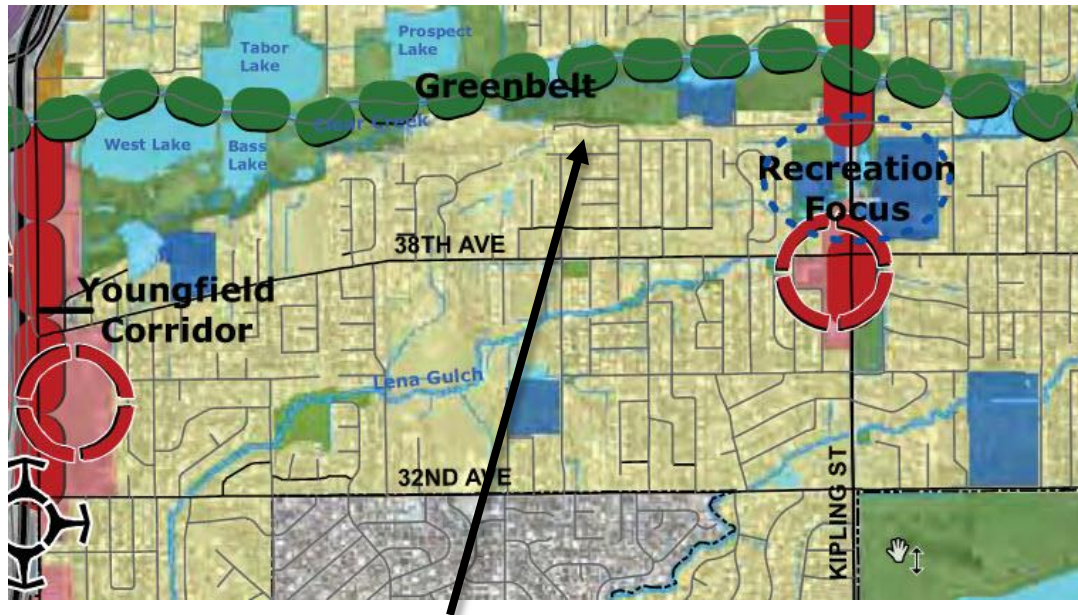 Prospect
Lake
Tabor
Lake
Greenbelt
Clear Creek
West Lake
Bass
Lake
Recreation
Focus
38TH AVE
Youngfield
Corridor
Lena Gulch
32ND AVE
KIPLING ST